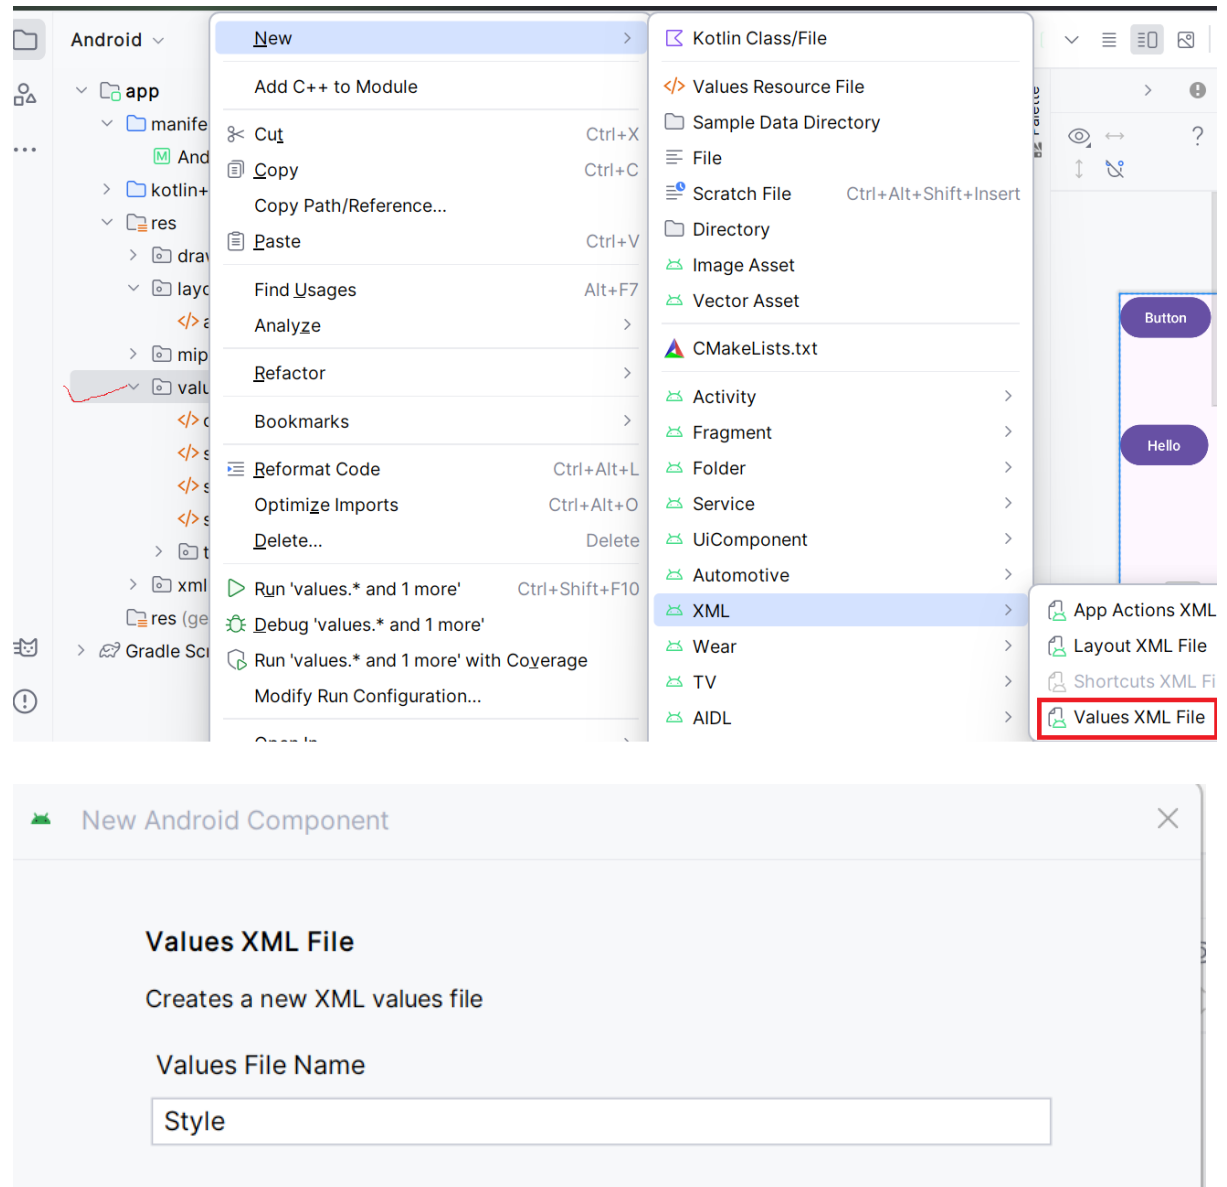 Android
app
manife
And
kotlin+
res
drav
layo
mip
valu
xml
res (ge
Gradle Scr
New
Add C++ to Module
Cut Ctrl+X
Copy Ctrl+C
Copy Path/Reference...
Paste Ctrl+V
Find Usages Alt+F7
Analyze
Refactor
Bookmarks
Reformat Code Ctrl+Alt+L
Optimize Imports Ctrl+Alt+O
Delete... Delete
Run 'values.* and 1 more' Ctrl+Shift+F10
Debug 'values.* and 1 more'
Run 'values.* and 1 more' with Coverage
Modify Run Configuration...
Kotlin Class/File
Values Resource File
Sample Data Directory
File
Scratch File Ctrl+Alt+Shift+Insert
Directory
Image Asset
Vector Asset
CMakeLists.txt
Activity
Fragment
Folder
Service
UiComponent
Automotive
XML
Wear
TV
AIDL
Palette
Button
Hello
App Actions XML
Layout XML File
Shortcuts XML Fi
Values XML File
New Android Component
Values XML File
Creates a new XML values file
Values File Name
Style